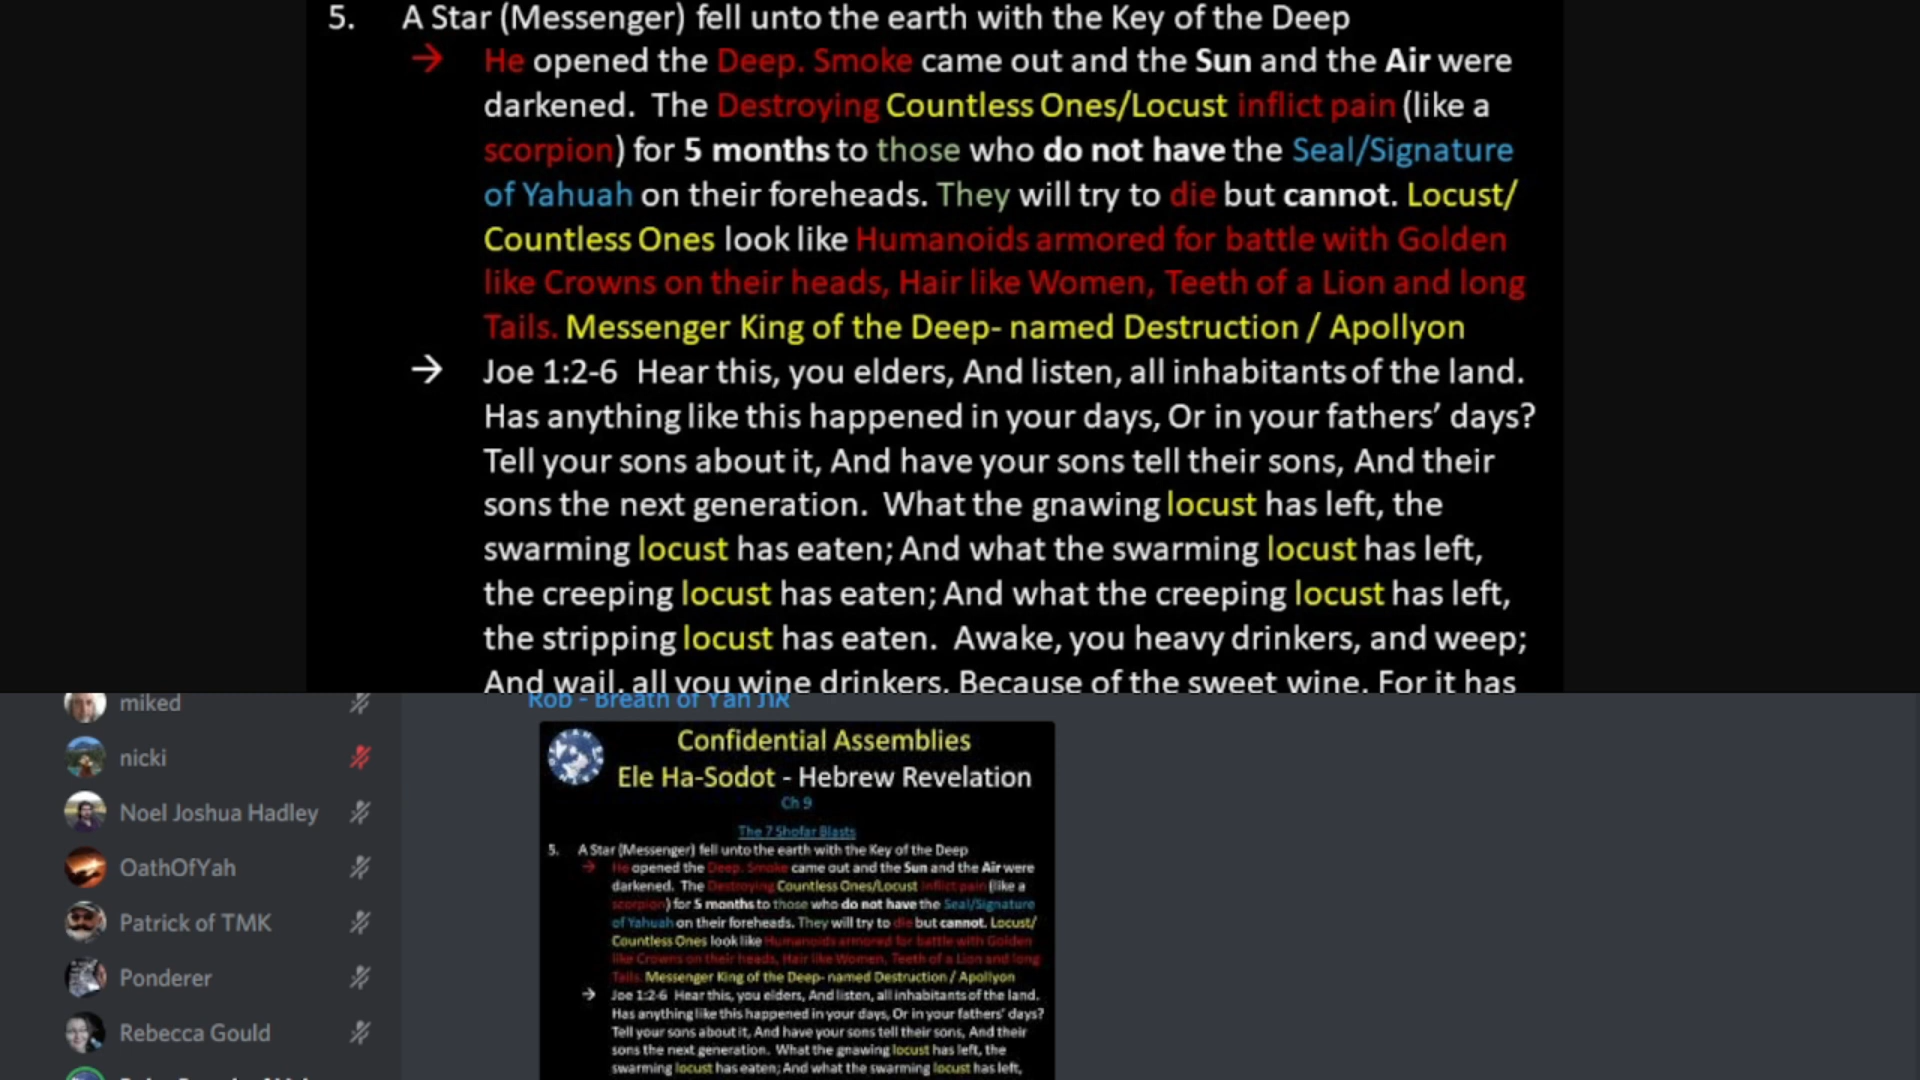 5. A Star (Messenger) fell unto the earth with the Key of the Deep
→ He opened the Deep. Smoke came out and the Sun and the Air were
darkened. The Destroying Countless Ones/Locust inflict pain (like a
scorpion) for 5 months to those who do not have the Seal/Signature
of Yahuah on their foreheads. They will try to die but cannot. Locust/
Countless Ones look like Humanoids armored for battle with Golden
like Crowns on their heads, Hair like Women, Teeth of a Lion and long
Tails. Messenger King of the Deep- named Destruction / Apollyon
→ Joe 1:2-6 Hear this, you elders, And listen, all inhabitants of the land.
Has anything like this happened in your days, Or in your fathers’ days?
Tell your sons about it, And have your sons tell their sons, And their
sons the next generation. What the gnawing locust has left, the
swarming locust has eaten; And what the swarming locust has left,
the creeping locust has eaten; And what the creeping locust has left,
the stripping locust has eaten. Awake, you heavy drinkers, and weep;
And wail, all you wine drinkers, Because of the sweet wine, For it has
miked
nicki
Noel Joshua Hadley
OathOfYah
Patrick of TMK
Ponderer
Rebecca Gould
Rob - Breath of Yah
Confidential Assemblies
Ele Ha-Sodot - Hebrew Revelation
Ch 9
The 7 Shofar Blasts
5. A Star (Messenger) fell unto the earth with the Key of the Deep
→ He opened the Deep. Smoke came out and the Sun and the Air were
darkened. The Destroying Countless Ones/Locust inflict pain (like a
scorpion) for 5 months to those who do not have the Seal/Signature
of Yahuah on their foreheads. They will try to die but cannot. Locust/
Countless Ones look like Humanoids armored for battle with Golden
like Crowns on their heads, Hair like Women, Teeth of a Lion and long
Tails. Messenger King of the Deep- named Destruction / Apollyon
→ Joe 1:2-6 Hear this, you elders, And listen, all inhabitants of the land.
Has anything like this happened in your days, Or in your fathers’ days?
Tell your sons about it, And have your sons tell their sons, And their
sons the next generation. What the gnawing locust has left, the
swarming locust has eaten; And what the swarming locust has left,